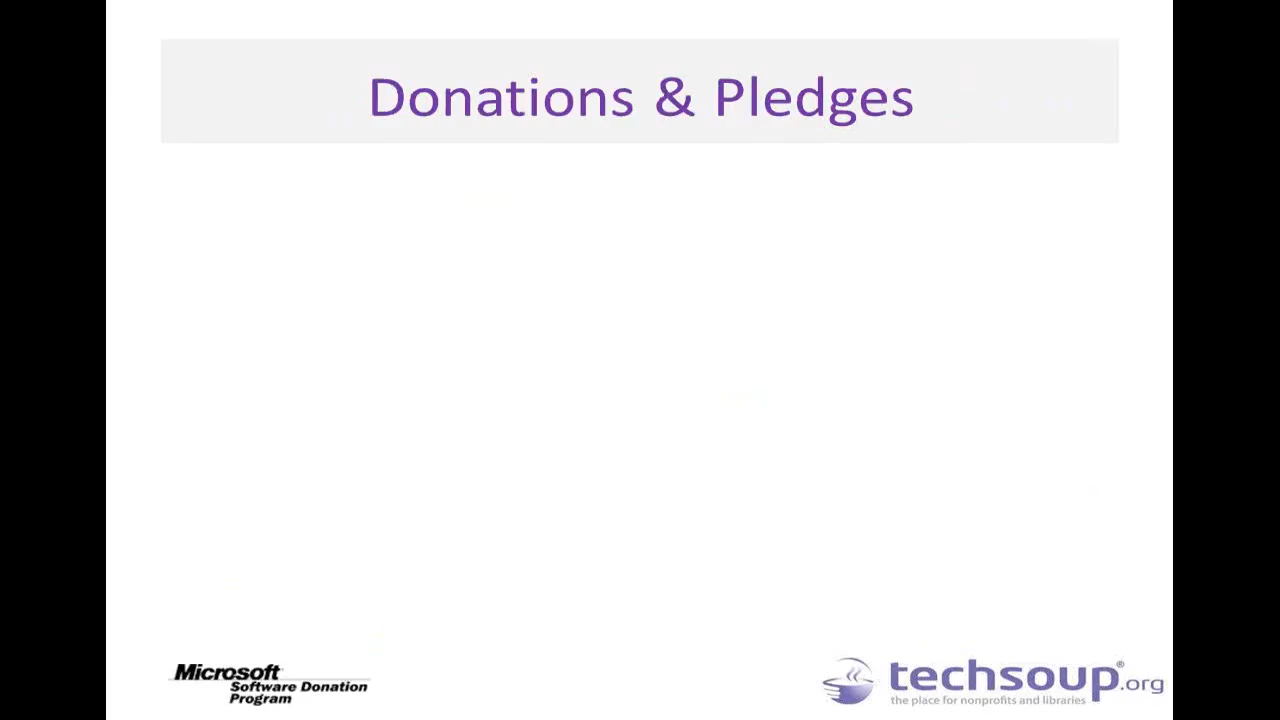 Donations & Pledges
Microsoft
Software Donation
Program
techsoup®.org
the place for nonprofits and libraries